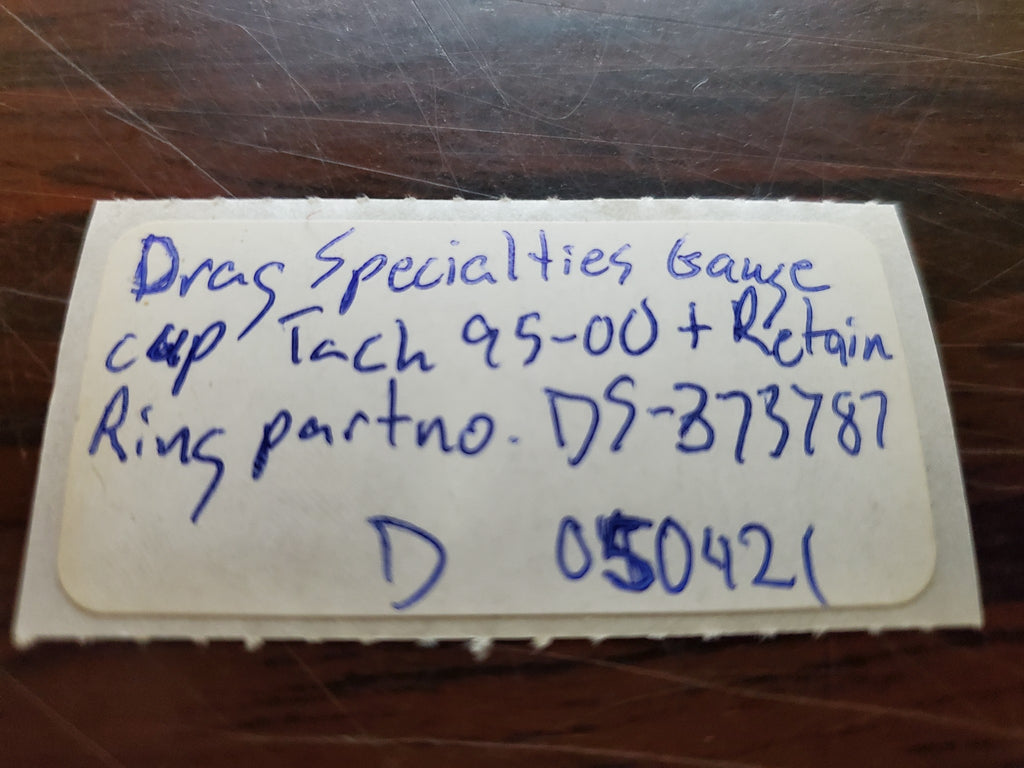 Drag Specialties Gauge
cup Tach 95-00 + Retain
Ring partno. DS-373787
D 050421